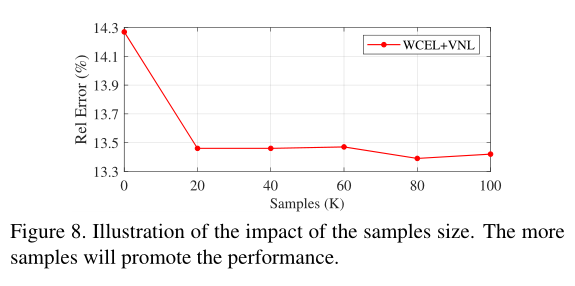 14.3
14.1
13.9
13.7
13.5
13.3
Rel Error (%)
WCEL+VNL
0 20 40 60 80 100
Samples (K)
Figure 8. Illustration of the impact of the samples size. The more
samples will promote the performance.